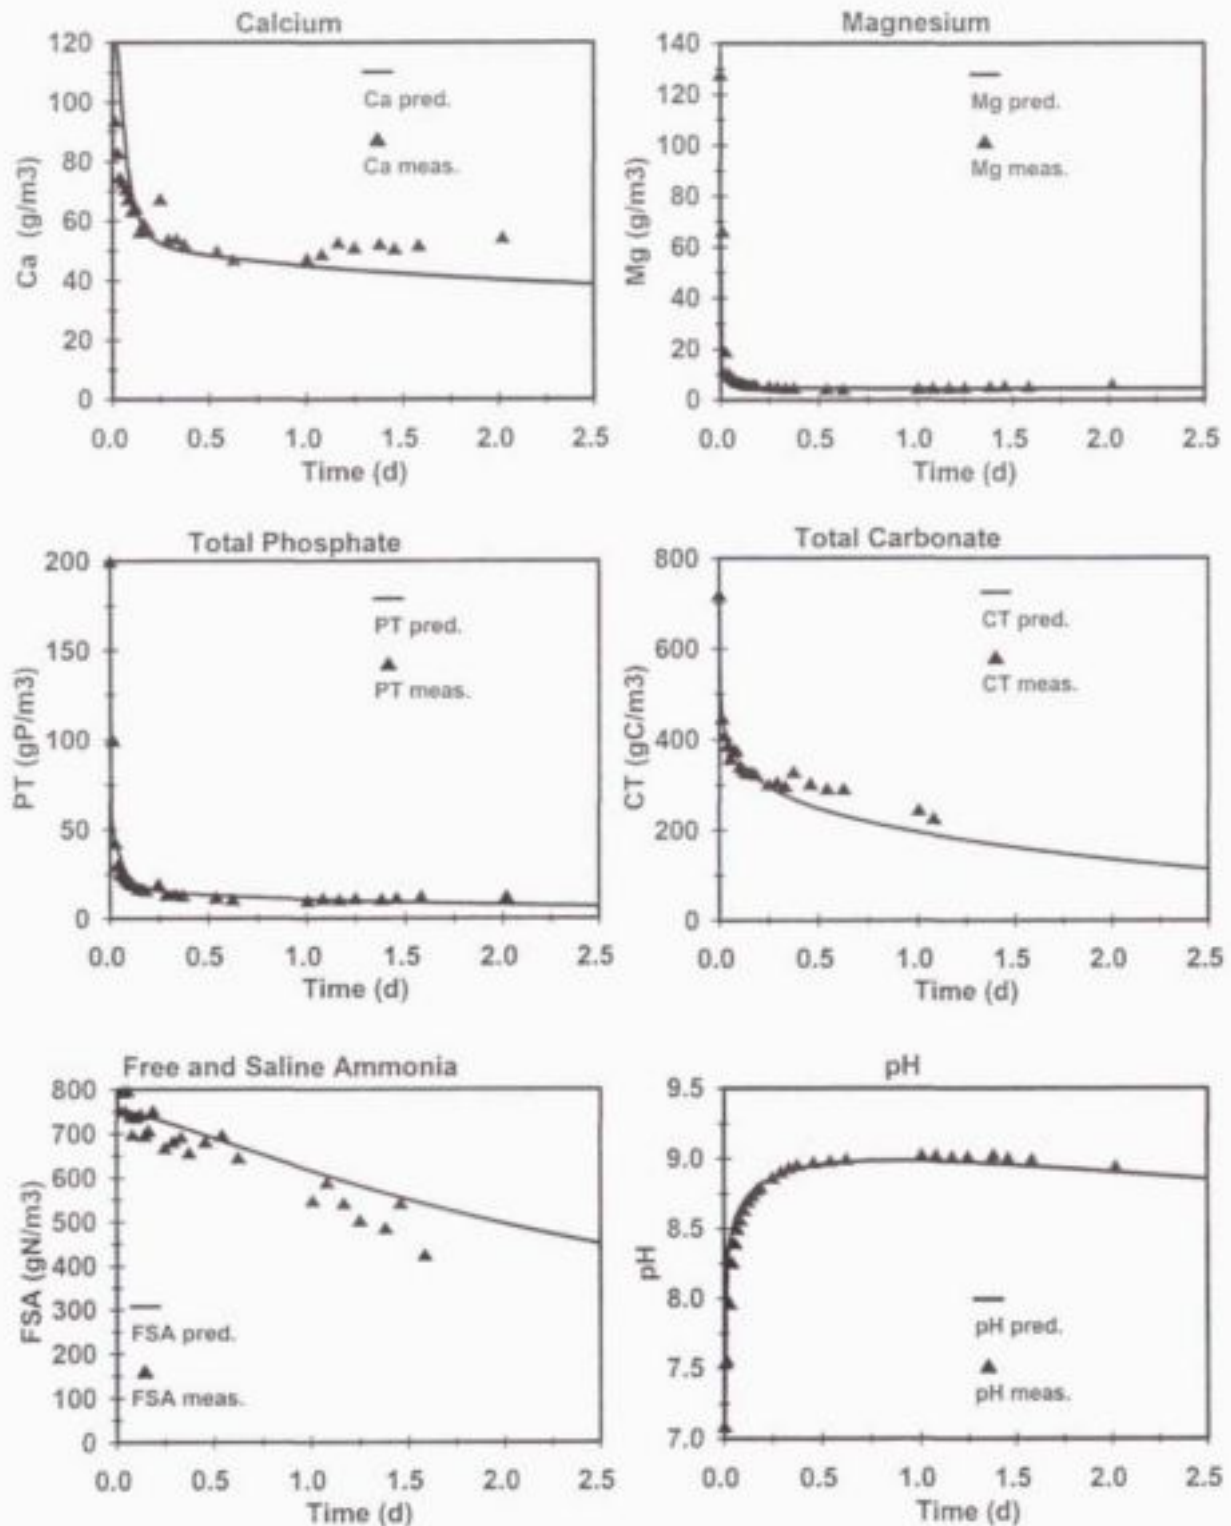 Calcium
120
100
80
60
40
20
0
Ca (g/m3)
Ca pred.
Ca meas.
0.0 0.5 1.0 1.5 2.0 2.5
Time (d)
Magnesium
140
120
100
80
60
40
20
0
Mg (g/m3)
Mg pred.
Mg meas.
0.0 0.5 1.0 1.5 2.0 2.5
Time (d)
Total Phosphate
200
150
100
50
0
PT (gP/m3)
PT pred.
PT meas.
0.0 0.5 1.0 1.5 2.0 2.5
Time (d)
Total Carbonate
800
600
400
200
0
CT (gC/m3)
CT pred.
CT meas.
0.0 0.5 1.0 1.5 2.0 2.5
Time (d)
Free and Saline Ammonia
800
700
600
500
400
300
200
100
0
FSA (gN/m3)
FSA pred.
FSA meas.
0.0 0.5 1.0 1.5 2.0 2.5
Time (d)
pH
9.5
9.0
8.5
8.0
7.5
7.0
pH
pH pred.
pH meas.
0.0 0.5 1.0 1.5 2.0 2.5
Time (d)